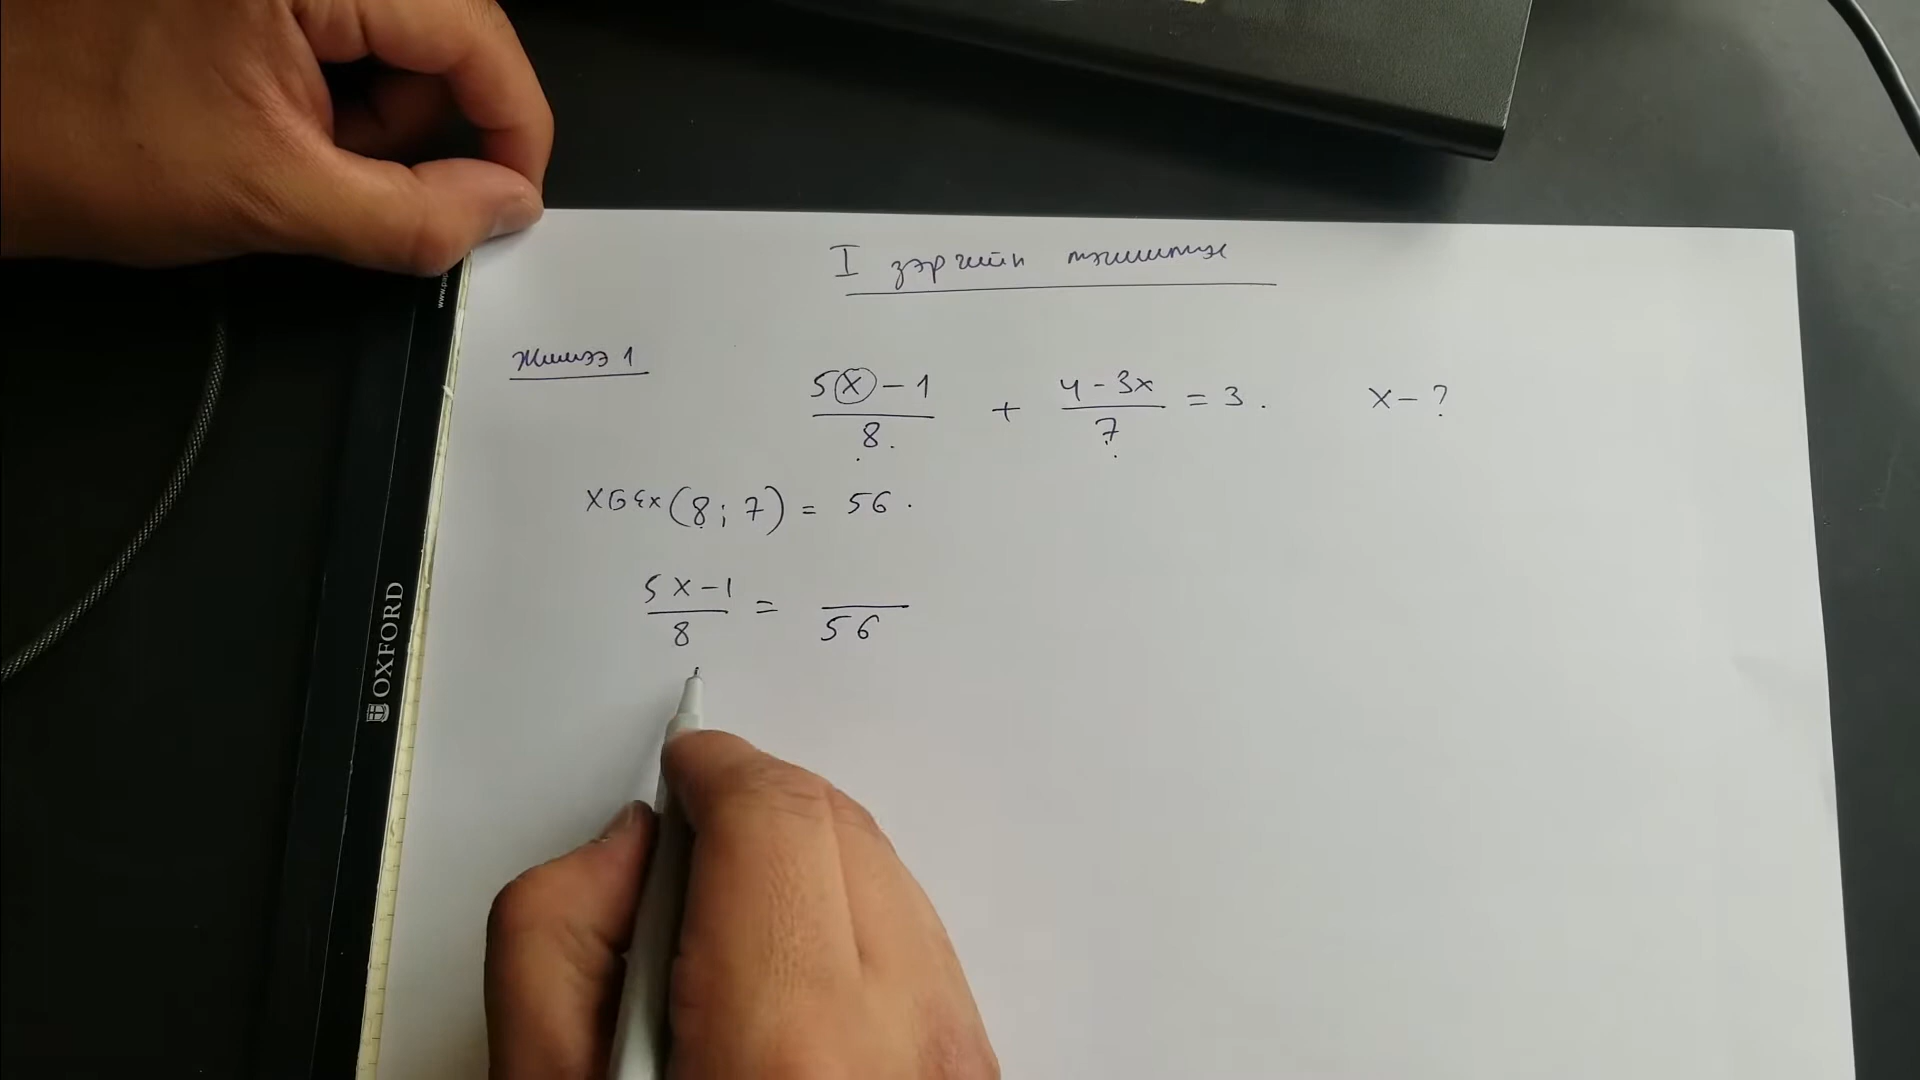 I зэргийн тэгшитгэл
Жишээ 1
(5x - 1)/8 + (4 - 3x)/7 = 3. x - ?
ХБЕХ(8; 7) = 56.
(5x - 1)/8 = /56
OXFORD